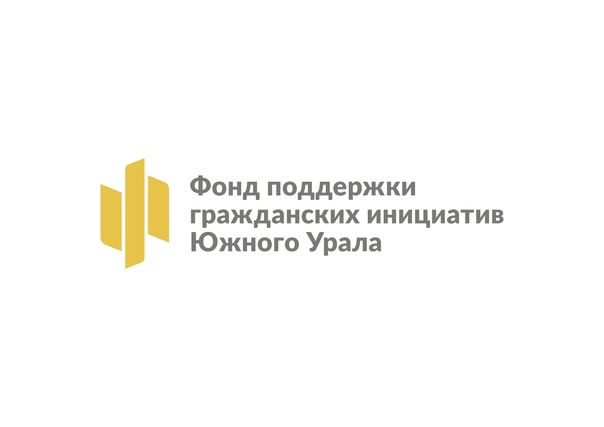 Фонд поддержки
гражданских инициатив
Южного Урала